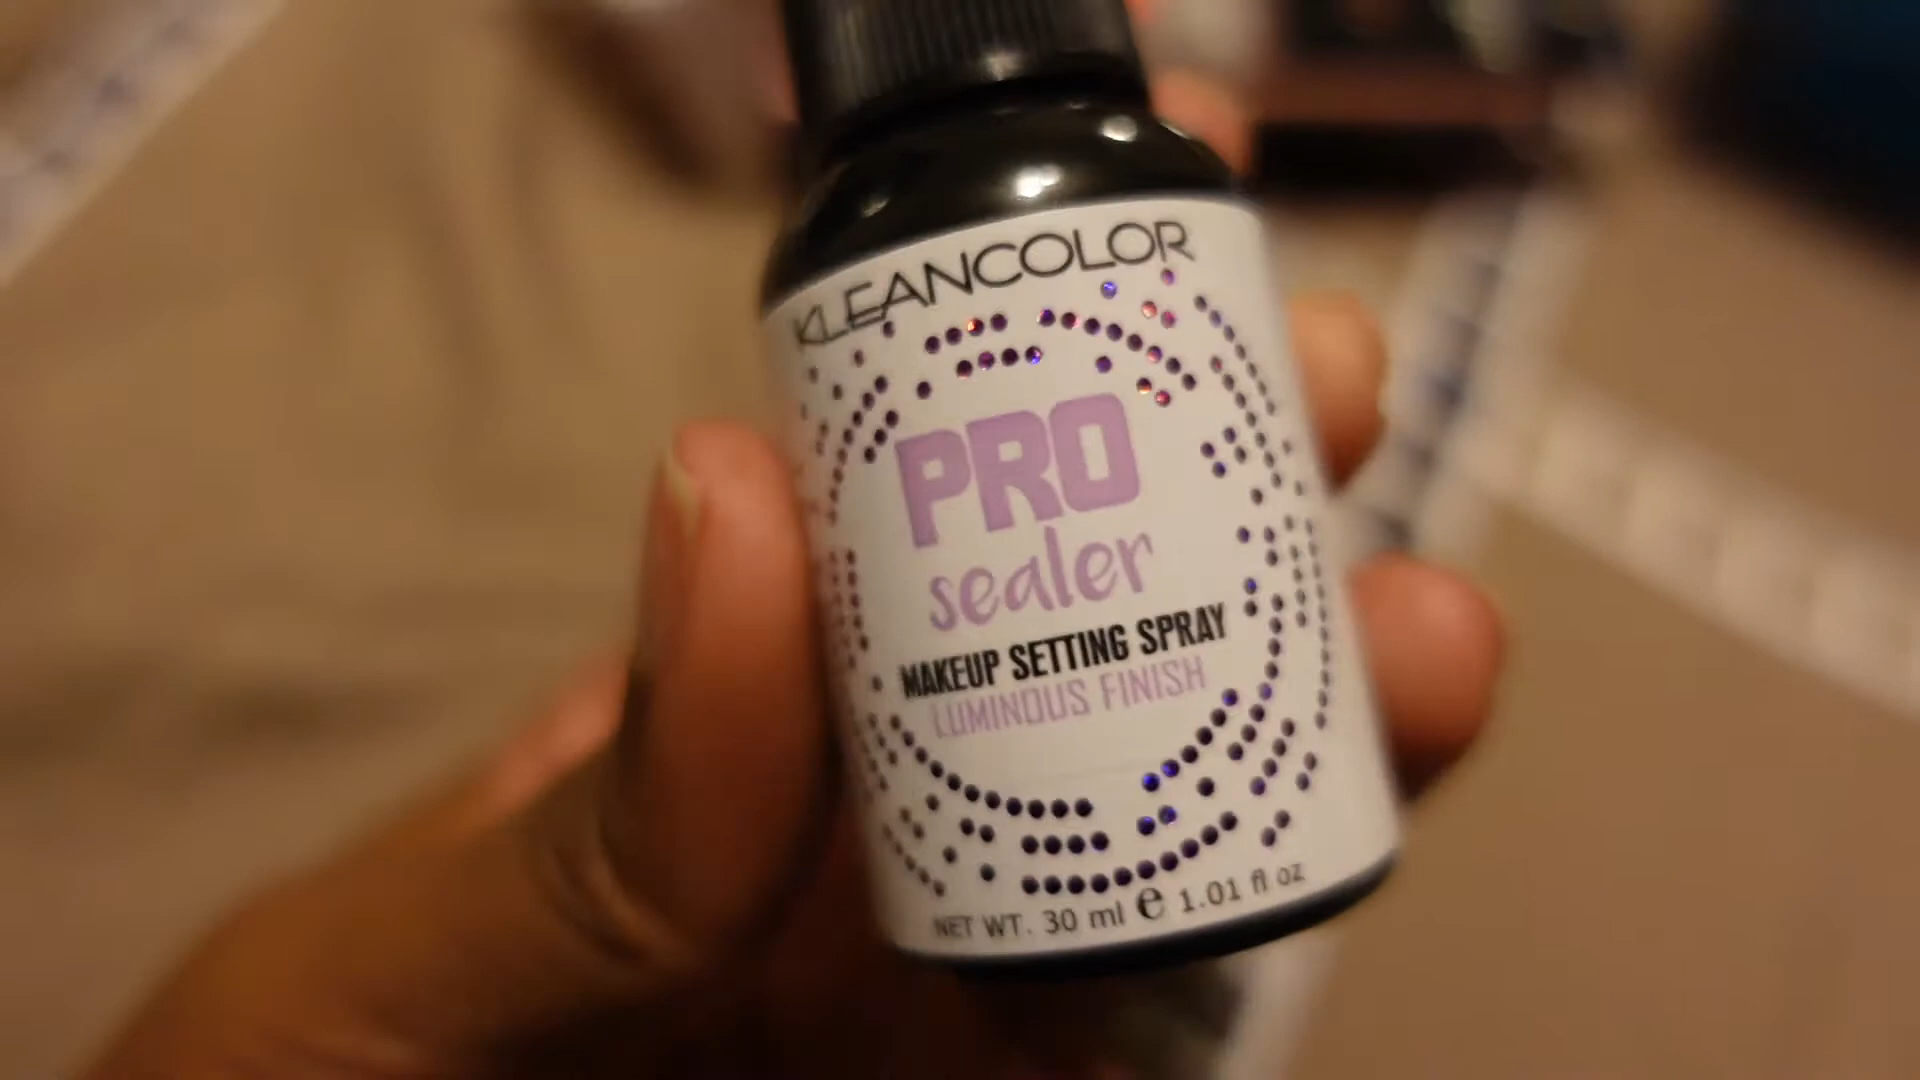 KLEANCOLOR
PRO
sealer
MAKEUP SETTING SPRAY
LUMINOUS FINISH
NET WT. 30 ml ℮ 1.01 fl oz